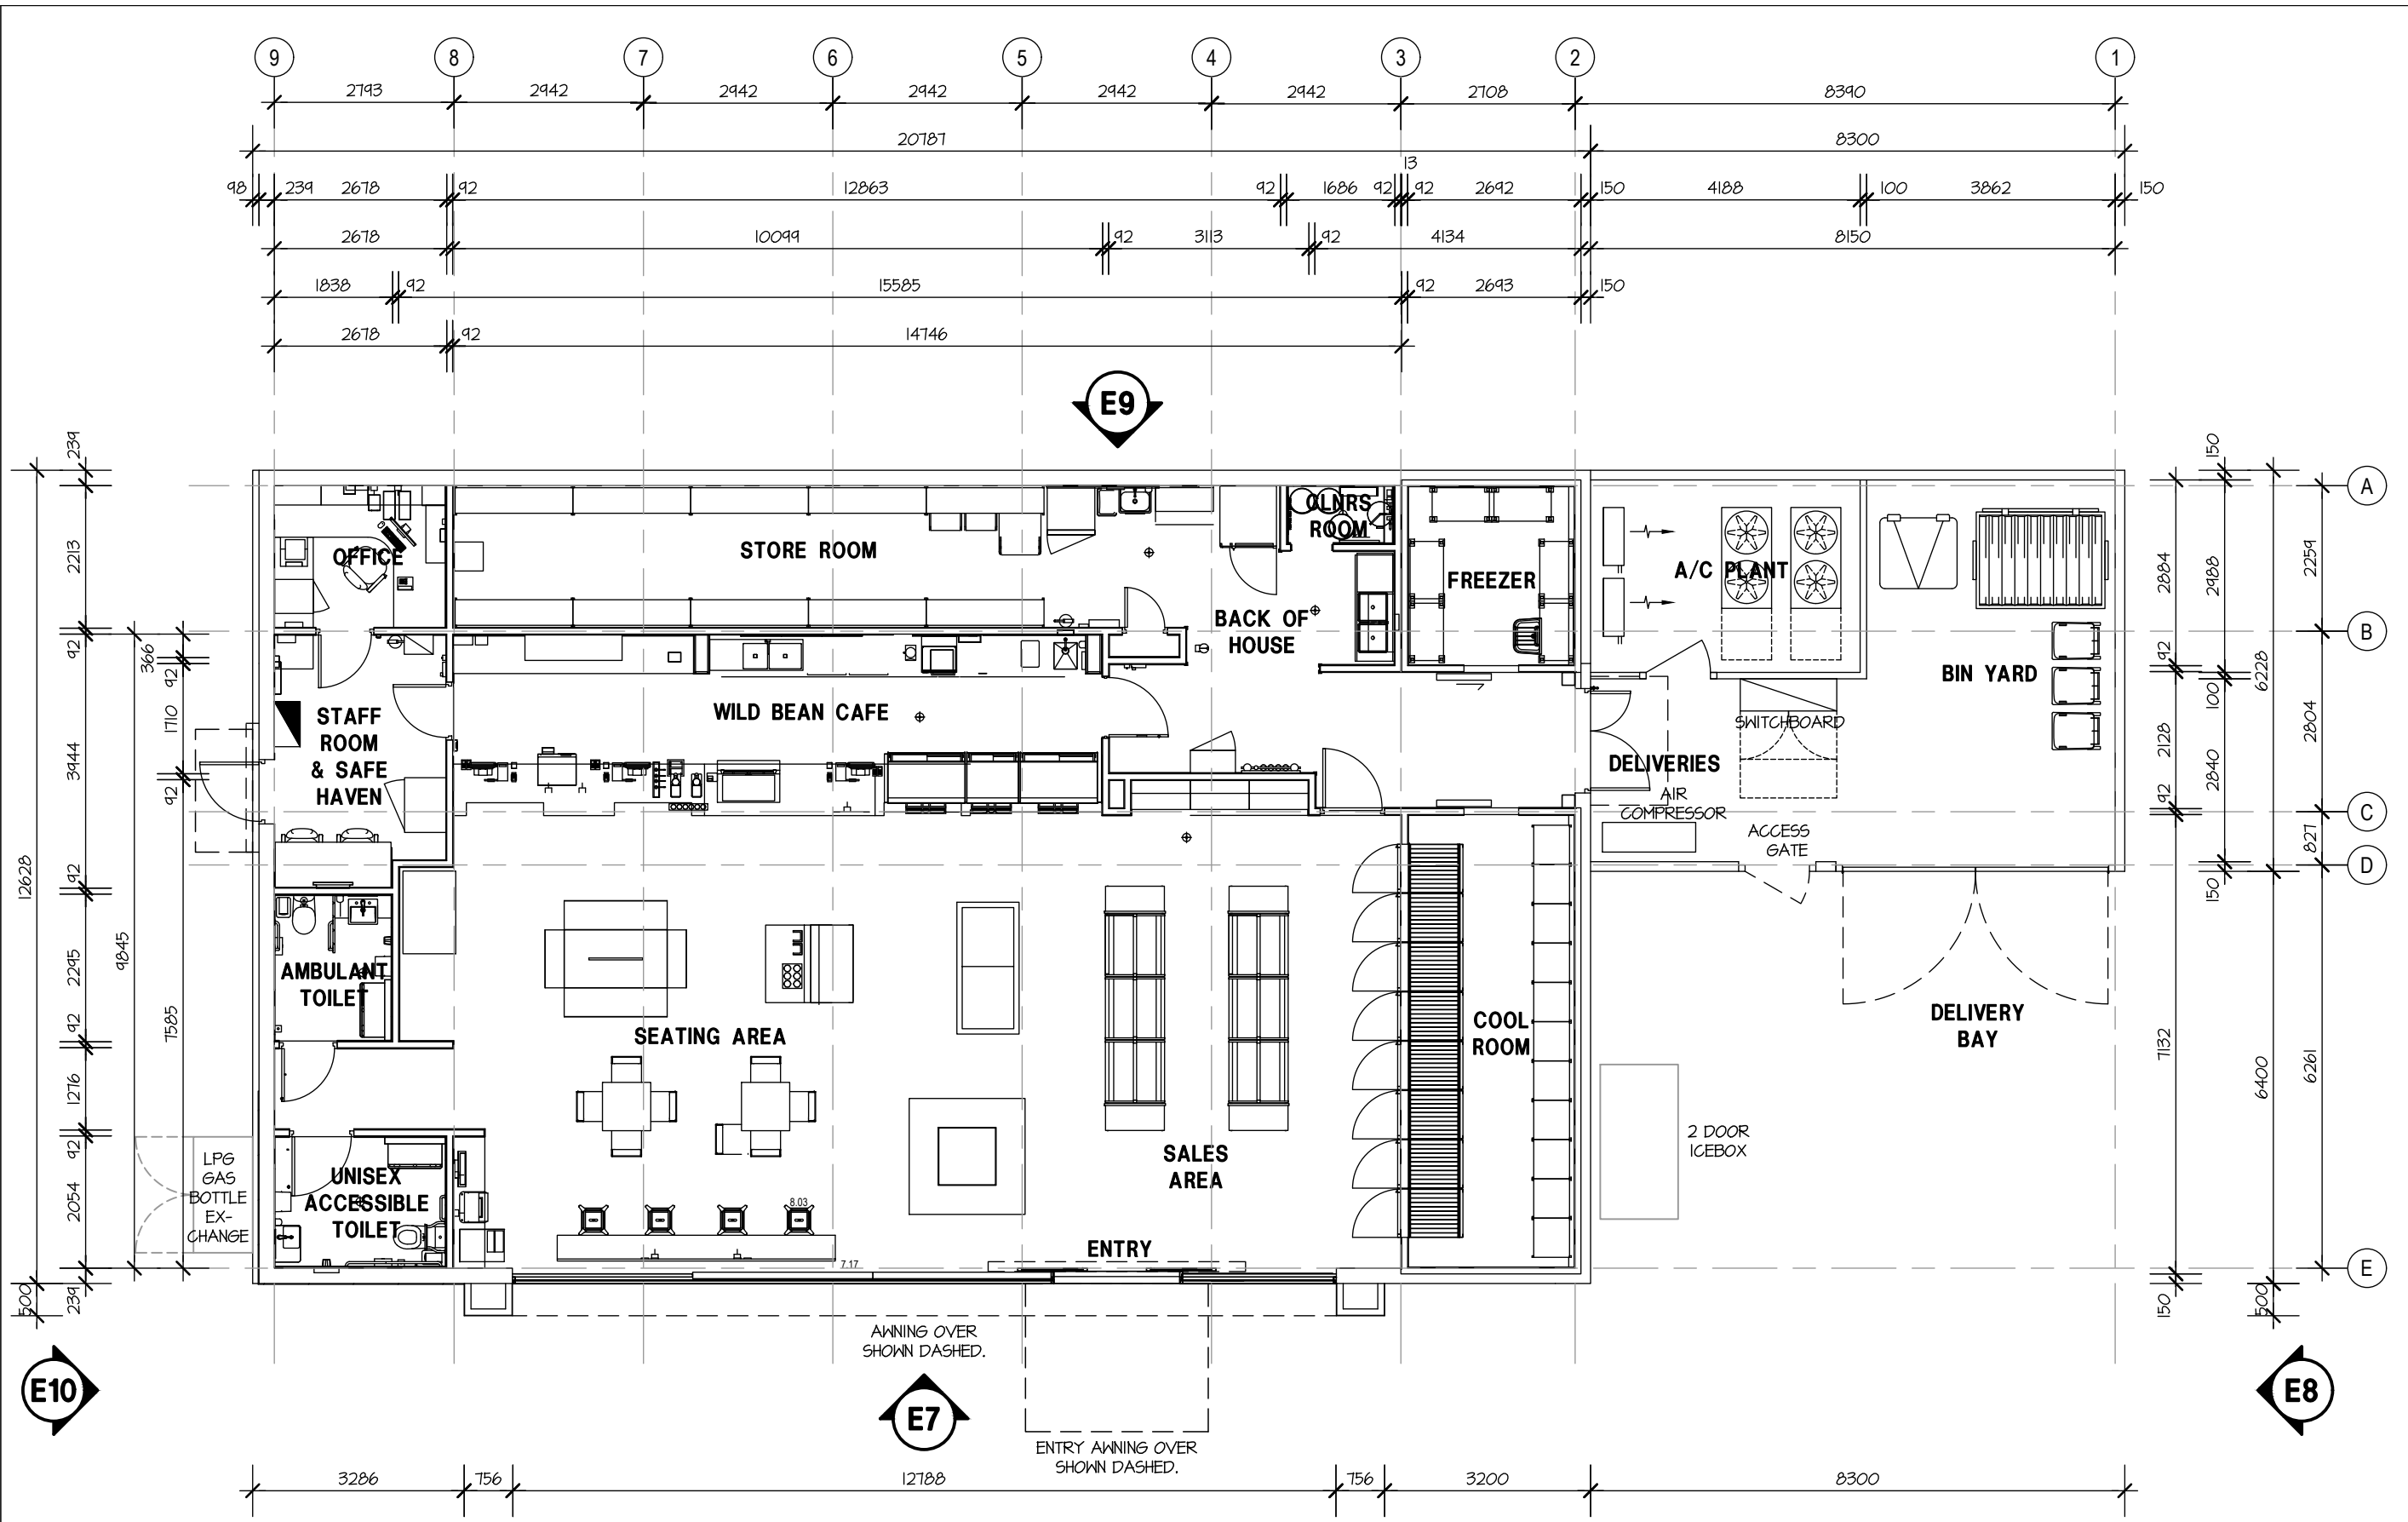 9 8 7 6 5 4 3 2 1
2793 2942 2942 2942 2942 2942 2708 8390
20787 8300
13
98 239 2678 92 12863 92 1686 92 92 2692 150 4188 100 3862 150
2678 92 10099 92 3113 92 4134 8150
1838 92 15585 92 2693 150
2678 92 14746
E9
A
B
C
D
E
12628
500
239
2213
92
3944
92
2295
92
1276
92
2054
239
9845
366
92
1710
92
7585
OFFICE
STORE ROOM
CLNRS
ROOM
FREEZER
A/C PLANT
BACK OF
HOUSE
BIN YARD
STAFF
ROOM
& SAFE
HAVEN
WILD BEAN CAFE
SWITCHBOARD
DELIVERIES
AIR
COMPRESSOR
ACCESS
GATE
AMBULANT
TOILET
SEATING AREA
COOL
ROOM
DELIVERY
BAY
2 DOOR
ICEBOX
SALES
AREA
LPG
GAS
BOTTLE
EX-
CHANGE
UNISEX
ACCESSIBLE
TOILET
8.03
ENTRY
7.17
AWNING OVER
SHOWN DASHED.
ENTRY AWNING OVER
SHOWN DASHED.
2884
92
2128
92
7132
150
150
2988
100
2840
150
6228
6400
500
2259
2804
827
6261
E10
E7
E8
3286 756 12788 756 3200 8300